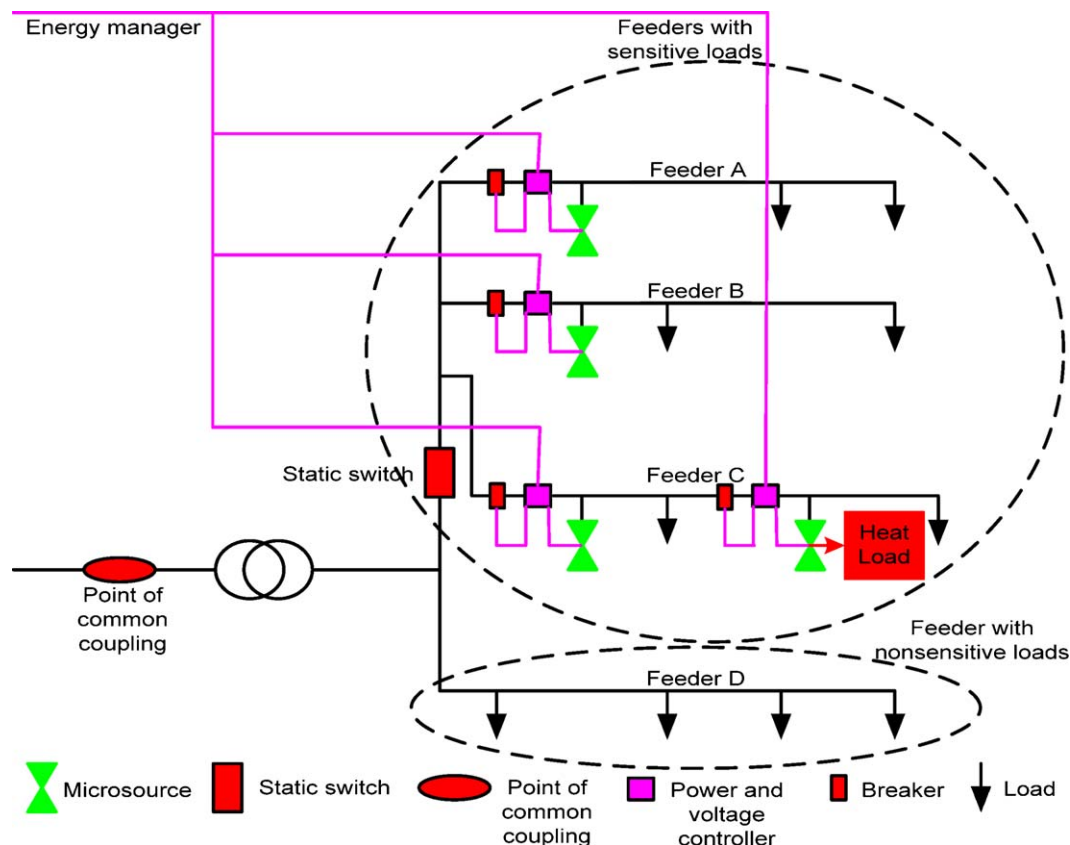 Energy manager
Feeders with
sensitive loads
Feeder A
Feeder B
Static switch
Feeder C
Heat
Load
Point of
common
coupling
Feeder with
nonsensitive loads
Feeder D
Microsource
Static switch
Point of
common
coupling
Power and
voltage
controller
Breaker
Load